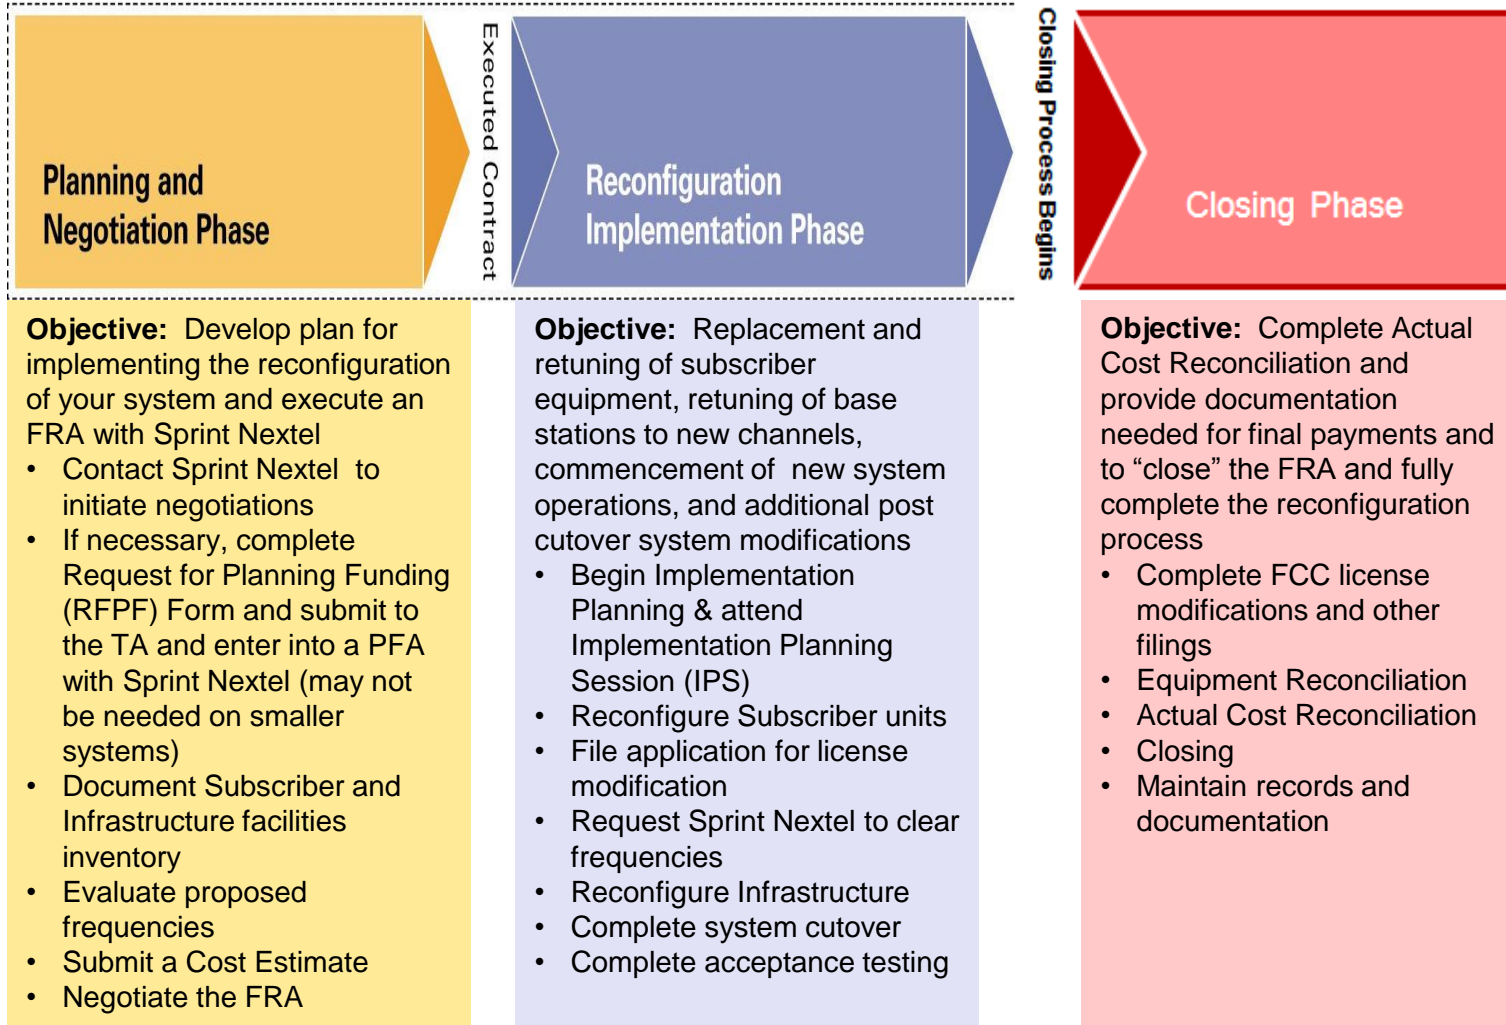 Planning and
Negotiation Phase
Executed Contract
Reconfiguration
Implementation Phase
Closing Process Begins
Closing Phase
Objective: Develop plan for
implementing the reconfiguration
of your system and execute an
FRA with Sprint Nextel
• Contact Sprint Nextel to
initiate negotiations
• If necessary, complete
Request for Planning Funding
(RFPF) Form and submit to
the TA and enter into a PFA
with Sprint Nextel (may not
be needed on smaller
systems)
• Document Subscriber and
Infrastructure facilities
inventory
• Evaluate proposed
frequencies
• Submit a Cost Estimate
• Negotiate the FRA
Objective: Replacement and
retuning of subscriber
equipment, retuning of base
stations to new channels,
commencement of new system
operations, and additional post
cutover system modifications
• Begin Implementation
Planning & attend
Implementation Planning
Session (IPS)
• Reconfigure Subscriber units
• File application for license
modification
• Request Sprint Nextel to clear
frequencies
• Reconfigure Infrastructure
• Complete system cutover
• Complete acceptance testing
Objective: Complete Actual
Cost Reconciliation and
provide documentation
needed for final payments and
to “close” the FRA and fully
complete the reconfiguration
process
• Complete FCC license
modifications and other
filings
• Equipment Reconciliation
• Actual Cost Reconciliation
• Closing
• Maintain records and
documentation